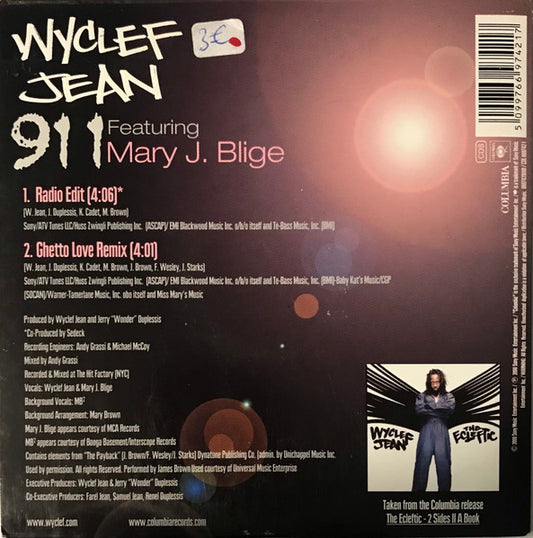 WYCLEF
JEAN
3€
911 Featuring
Mary J. Blige
1. Radio Edit (4:06)*
(W. Jean, J. Duplessis, K. Cadet, M. Brown)
Sony/ATV Tunes LLC/Huss Zwingli Publishing Inc. (ASCAP)/ EMI Blackwood Music Inc. o/b/o itself and Te-Bass Music, Inc. (BMI)
2. Ghetto Love Remix (4:01)
(W. Jean, J. Duplessis, K. Cadet, M. Brown, J. Brown, F. Wesley, J. Starks)
Sony/ATV Tunes LLC/Huss Zwingli Publishing Inc. (ASCAP)/ EMI Blackwood Music Inc. o/b/o itself and Te-Bass Music, Inc. (BMI)-Baby Kat's Music/CGP
(SOCAN)/Warner-Tamerlane Music, Inc. obo itself and Miss Mary's Music
Produced by Wyclef Jean and Jerry "Wonder" Duplessis
*Co-Produced by Sedeck
Recording Engineers: Andy Grassi & Michael McCoy
Mixed by Andy Grassi
Recorded & Mixed at The Hit Factory (NYC)
Vocals: Wyclef Jean & Mary J. Blige
Background Vocals: MB²
Background Arrangement: Mary Brown
Mary J. Blige appears courtesy of MCA Records
MB² appears courtesy of Booga Basement/Interscope Records
Contains elements from "The Payback" (J. Brown/F. Wesley/J. Starks) Dynatone Publishing Co. (admin. by Unichappel Music Inc.
Used by permission. All rights Reserved. Performed by James Brown Used courtesy of Universal Music Enterprise
Executive Producers: Wyclef Jean and Jerry "Wonder" Duplessis
Co-Executive Producers: Farel Jean, Samuel Jean, Renel Duplessis
www.wyclef.com
www.columbiarecords.com
5 099766 974217
COLUMBIA
WYCLEF
JEAN
THE
ECLEFTIC
Taken from the Columbia release
The Ecleftic - 2 Sides II A Book